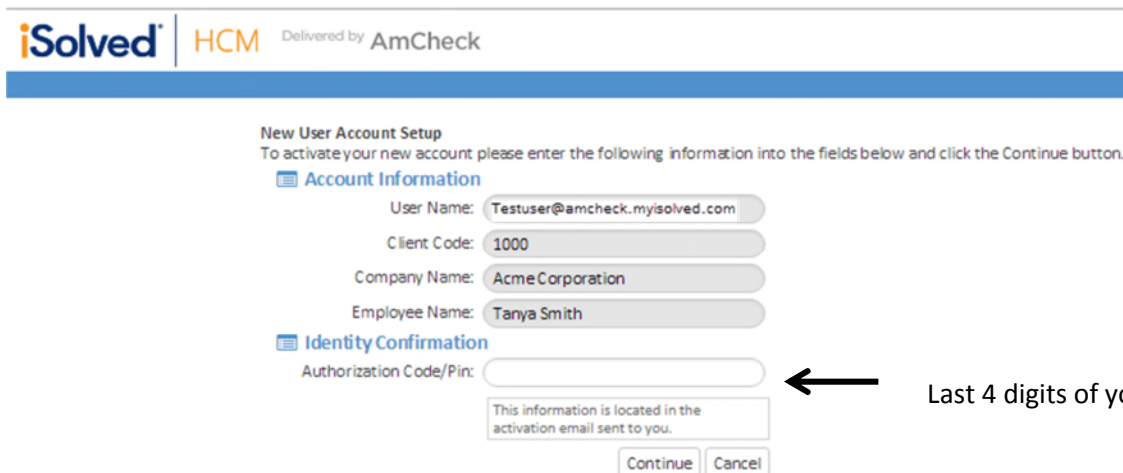 iSolved HCM Delivered by AmCheck
New User Account Setup
To activate your new account please enter the following information into the fields below and click the Continue button.
Account Information
User Name: Testuser@amcheck.myisolved.com
Client Code: 1000
Company Name: Acme Corporation
Employee Name: Tanya Smith
Identity Confirmation
Authorization Code/Pin:
Last 4 digits of
This information is located in the
activation email sent to you.
Continue Cancel